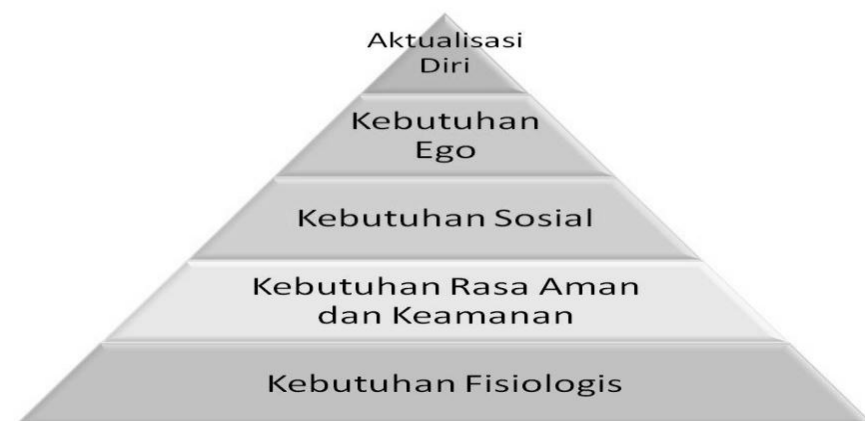 Aktualisasi
Diri
Kebutuhan
Ego
Kebutuhan Sosial
Kebutuhan Rasa Aman
dan Keamanan
Kebutuhan Fisiologis